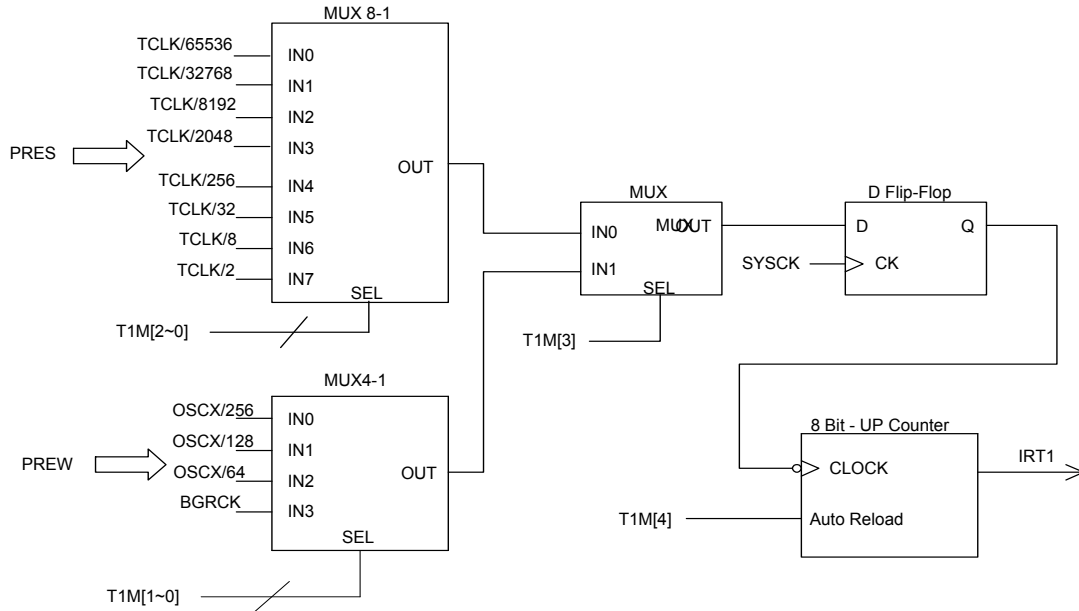 MUX 8-1
PRES
TCLK/65536
TCLK/32768
TCLK/8192
TCLK/2048
TCLK/256
TCLK/32
TCLK/8
TCLK/2
IN0
IN1
IN2
IN3
IN4
IN5
IN6
IN7
OUT
SEL
T1M[2~0]
MUX4-1
PREW
OSCX/256
OSCX/128
OSCX/64
BGRCK
IN0
IN1
IN2
IN3
OUT
SEL
T1M[1~0]
MUX
IN0
IN1
MUX
OUT
SEL
T1M[3]
D Flip-Flop
D
Q
SYSCK
CK
8 Bit - UP Counter
CLOCK
IRT1
T1M[4]
Auto Reload